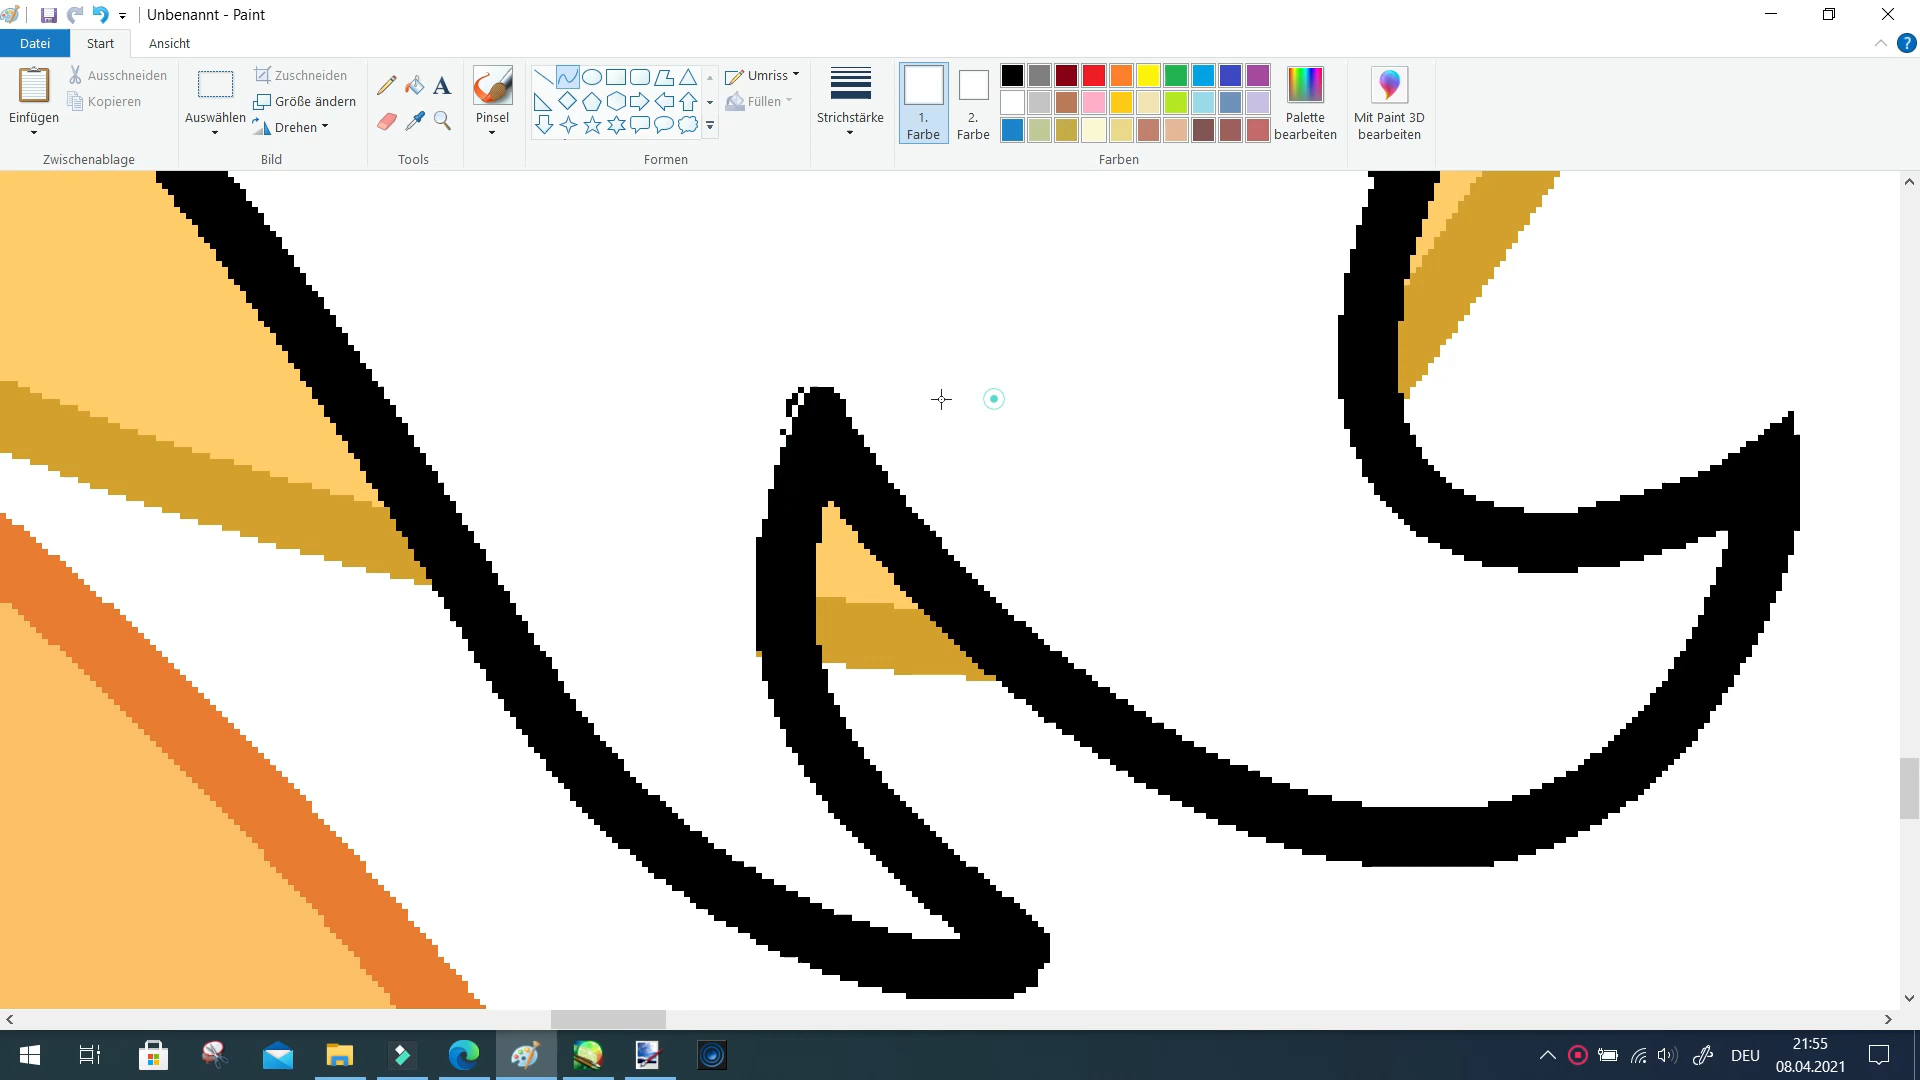 Unbenannt - Paint
Datei Start Ansicht
Einfügen
Ausschneiden
Kopieren
Zwischenablage
Auswählen
Zuschneiden
Größe ändern
Drehen
Bild
Tools
Pinsel
Umriss
Füllen
Formen
Strichstärke
1.
Farbe
2.
Farbe
Palette
bearbeiten
Farben
Mit Paint 3D
bearbeiten
DEU
21:55
08.04.2021